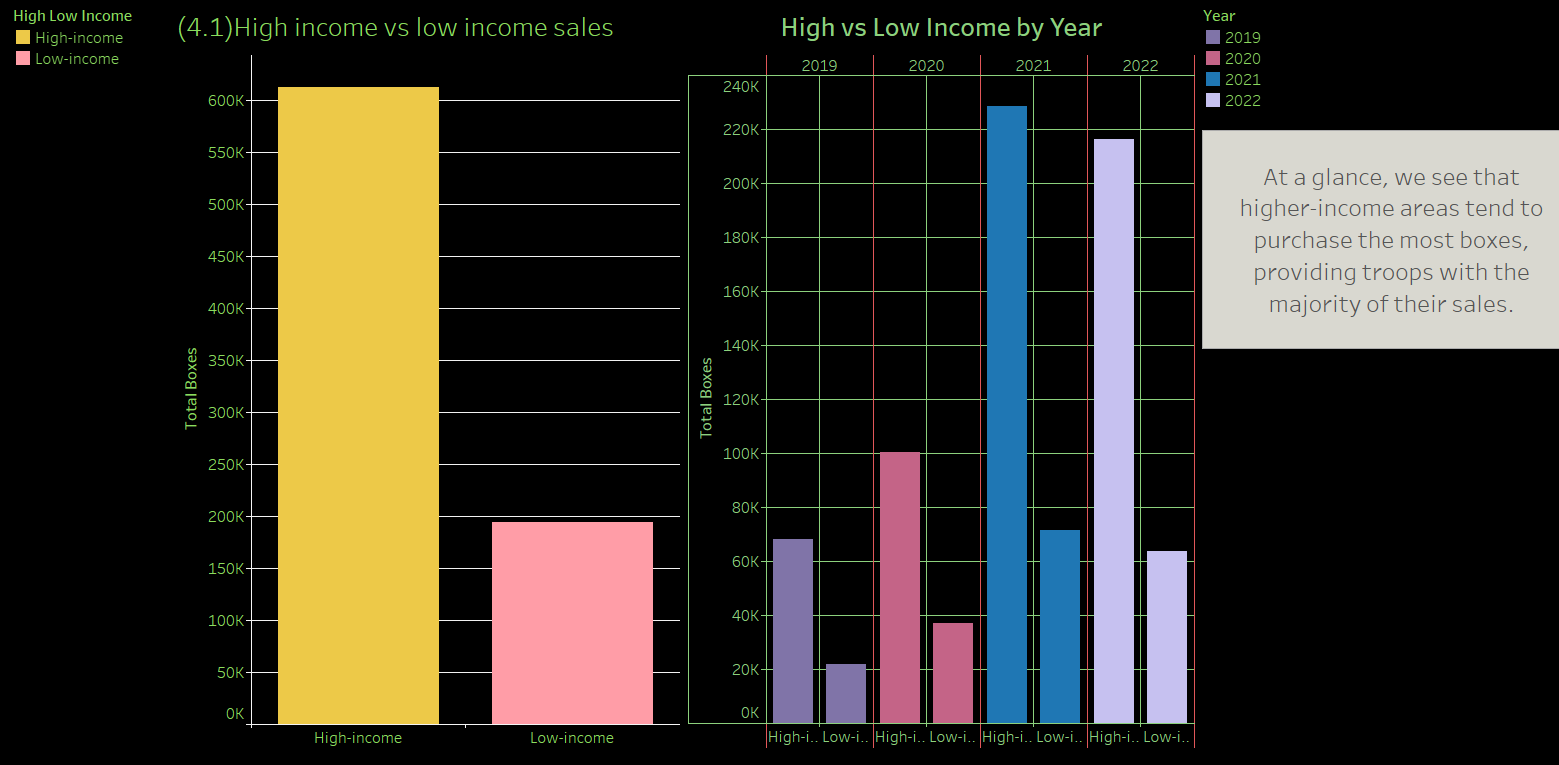 High Low Income
High-income
Low-income
(4.1)High income vs low income sales
600K
550K
500K
450K
400K
350K
300K
250K
200K
150K
100K
50K
0K
Total Boxes
High-income
Low-income
High vs Low Income by Year
2019 2020 2021 2022
240K
220K
200K
180K
160K
140K
120K
100K
80K
60K
40K
20K
0K
Total Boxes
High-i.. Low-i.. High-i.. Low-i.. High-i.. Low-i.. High-i.. Low-i..
Year
2019
2020
2021
2022
At a glance, we see that
higher-income areas tend to
purchase the most boxes,
providing troops with the
majority of their sales.